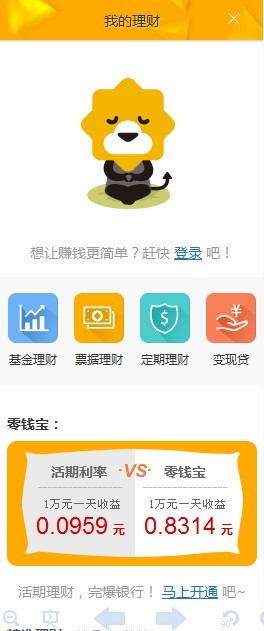 我的理财
想让赚钱更简单？赶快 登录 吧！
基金理财 票据理财 定期理财 变现贷
零钱宝：
活期利率 ·VS· 零钱宝
1万元一天收益 1万元一天收益
0.0959 元 0.8314 元
活期理财，完爆银行！ 马上开通 吧~
90°